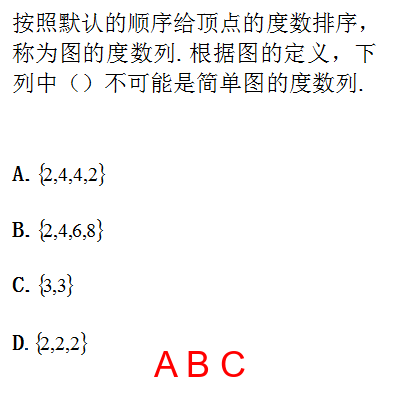 按照默认的顺序给顶点的度数排序，
称为图的度数列. 根据图的定义，下
列中（）不可能是简单图的度数列.
A. {2,4,4,2}
B. {2,4,6,8}
C. {3,3}
D. {2,2,2}
A B C